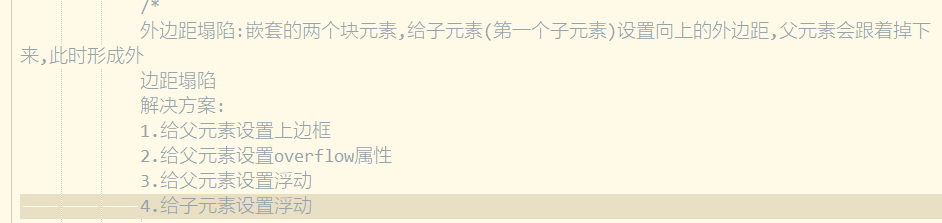 /*
外边距塌陷:嵌套的两个块元素,给子元素(第一个子元素)设置向上的外边距,父元素会跟着掉下
来,此时形成外
边距塌陷
解决方案:
1.给父元素设置上边框
2.给父元素设置overflow属性
3.给父元素设置浮动
4.给子元素设置浮动